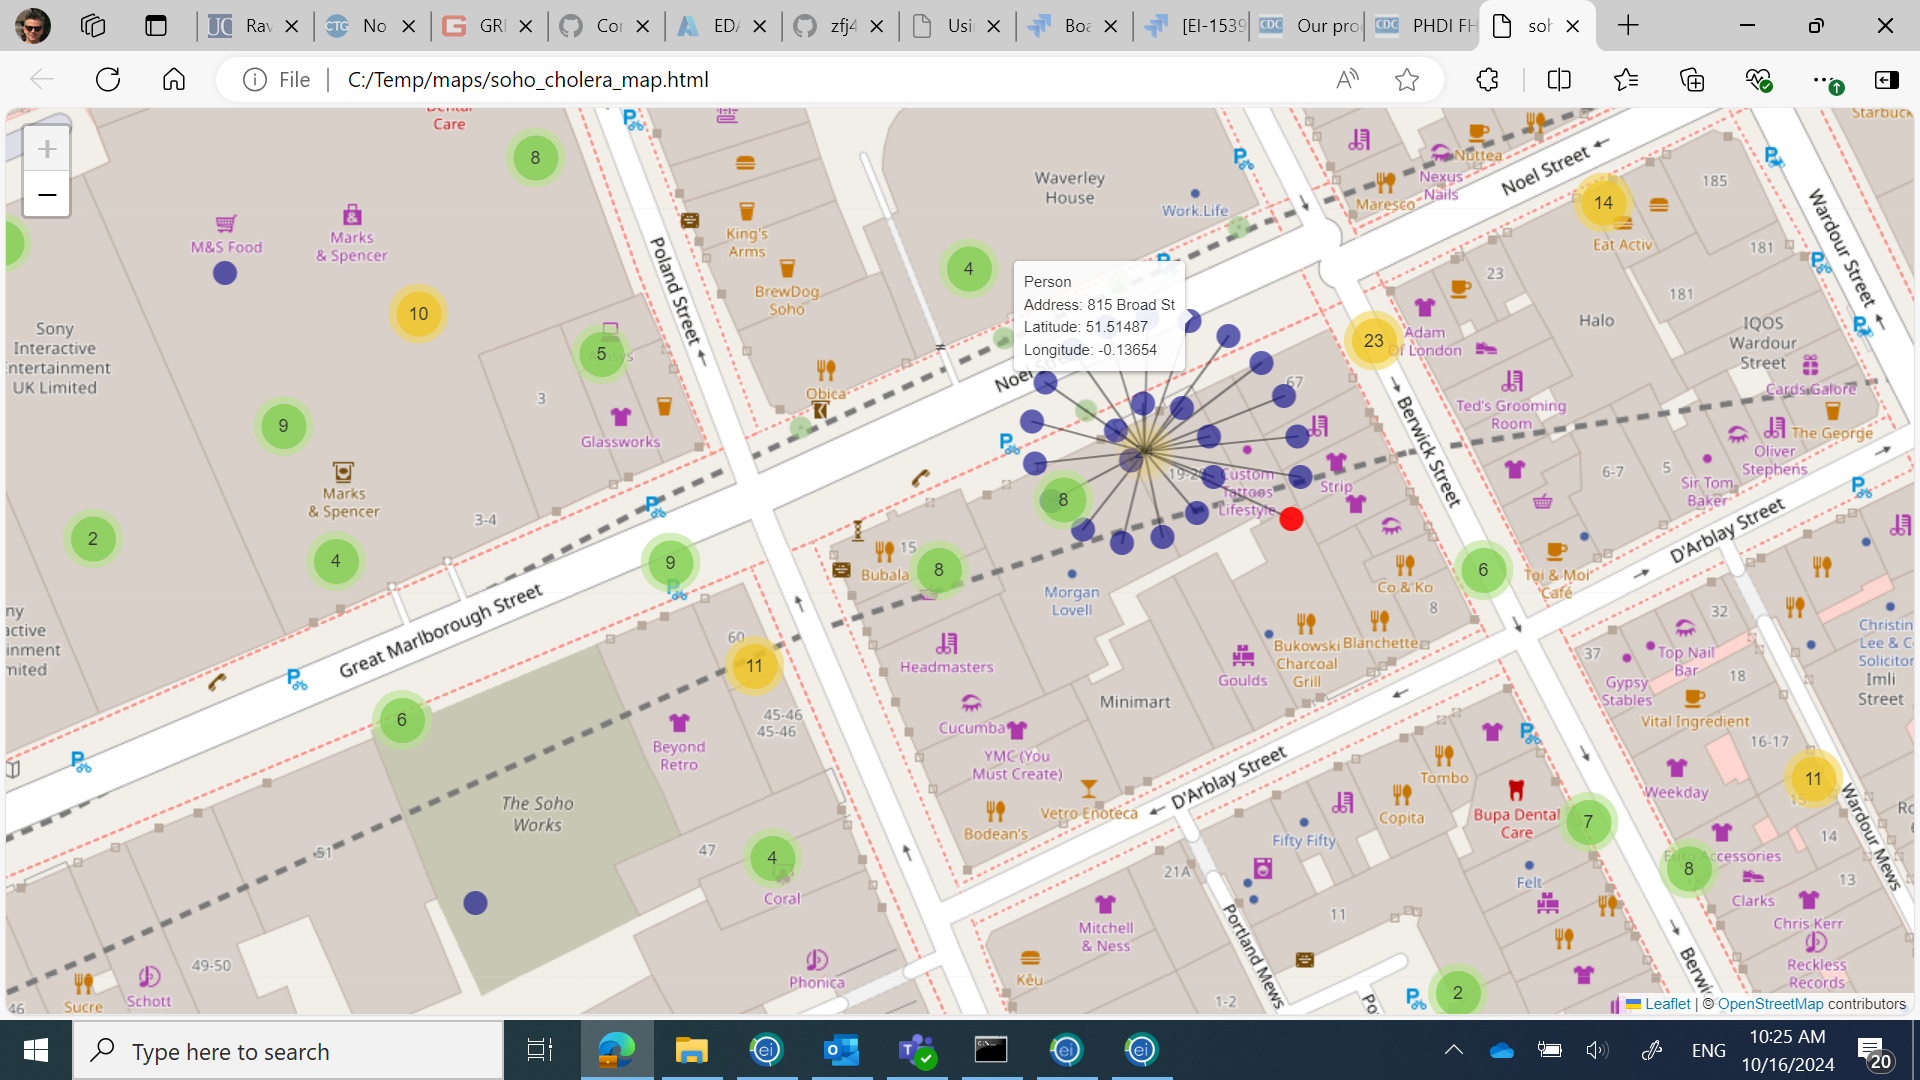 Rav
No
GRI
Cor
EDA
zfj4
Usi
Boa
[EI-1539
Our pro
PHDI FH
soh
File
C:/Temp/maps/soho_cholera_map.html
+
−
Dental
Care
8
Waverley
House
Work.Life
Nuttea
Nexus
Nails
Maresco
Noel Street
14
Eat Activ
185
Starbuck
Wardour Street
181
M&S Food
Marks
& Spencer
Poland Street
King's
Arms
BrewDog
Soho
4
Person
Address: 815 Broad St
Latitude: 51.51487
Longitude: -0.13654
23
Adam
Of London
23
181
Halo
IQOS
Wardour
Street
Cards Galore
Sony
Interactive
Entertainment
UK Limited
10
5
3
Obica
Noel
67
Berwick Street
Ted's Grooming
Room
The George
Oliver
Stephens
9
Glassworks
Marks
& Spencer
3-4
Custom
Tattoos
Lifestyle
Strip
6-7
5
Sir Tom
Baker
D'Arblay Street
2
4
9
8
15
Bubala
8
Morgan
Lovell
Co & Ko
8
6
Toi & Moi
Café
32
Great Marlborough Street
60
11
Headmasters
Goulds
Bukowski
Charcoal
Grill
Blanchette
37
Top Nail
Bar
Gypsy
Stables
18
Christin
Lee & Co
Solicitor
Imli
Street
6
45-46
45-46
Beyond
Retro
Cucumba
YMC (You
Must Create)
Minimart
Vital Ingredient
16-17
The Soho
Works
Vetro Enoteca
Bodean's
D'Arblay Street
Tombo
Copita
Bupa Dental
Care
Weekday
11
15
Wardour Mews
51
47
4
Coral
Fifty Fifty
7
Euro Accessories
14
21A
Felt
8
Clarks
13
Mitchell
& Ness
Portland Mews
11
Chris Kerr
49-50
Schott
Sucre
46
Phonica
Kêu
1-2
Po
2
Berwi
Reckless
Records
Leaflet | © OpenStreetMap contributors
Type here to search
ENG
10:25 AM
10/16/2024
20